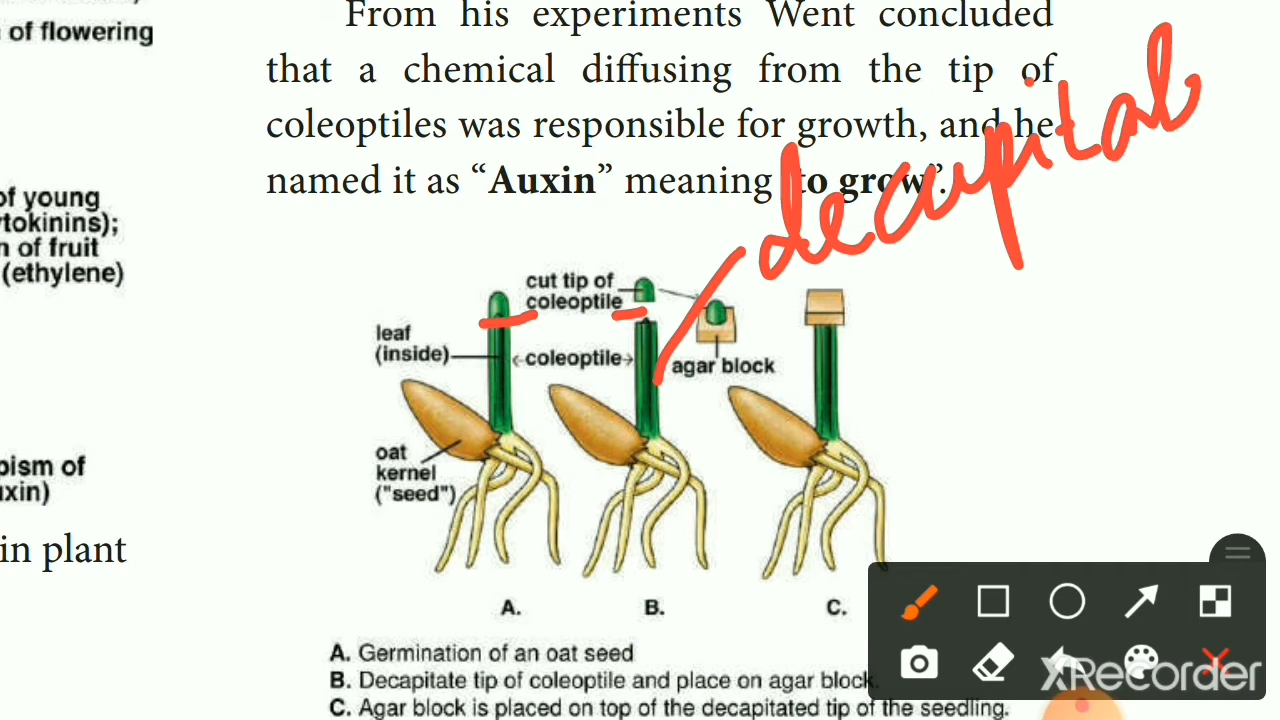 of flowering
From his experiments Went concluded
that a chemical diffusing from the tip of
coleoptiles was responsible for growth, and he
named it as “Auxin” meaning to grow”.
decapital
of young
ytokinins);
n of fruit
(ethylene)
cut tip of
coleoptile
leaf
(inside)
coleoptile
agar block
oat
kernel
("seed")
pism of
uxin)
in plant
A. B. C.
A. Germination of an oat seed
B. Decapitate tip of coleoptile and place on agar block.
C. Agar block is placed on top of the decapitated tip of the seedling.
XRecorder